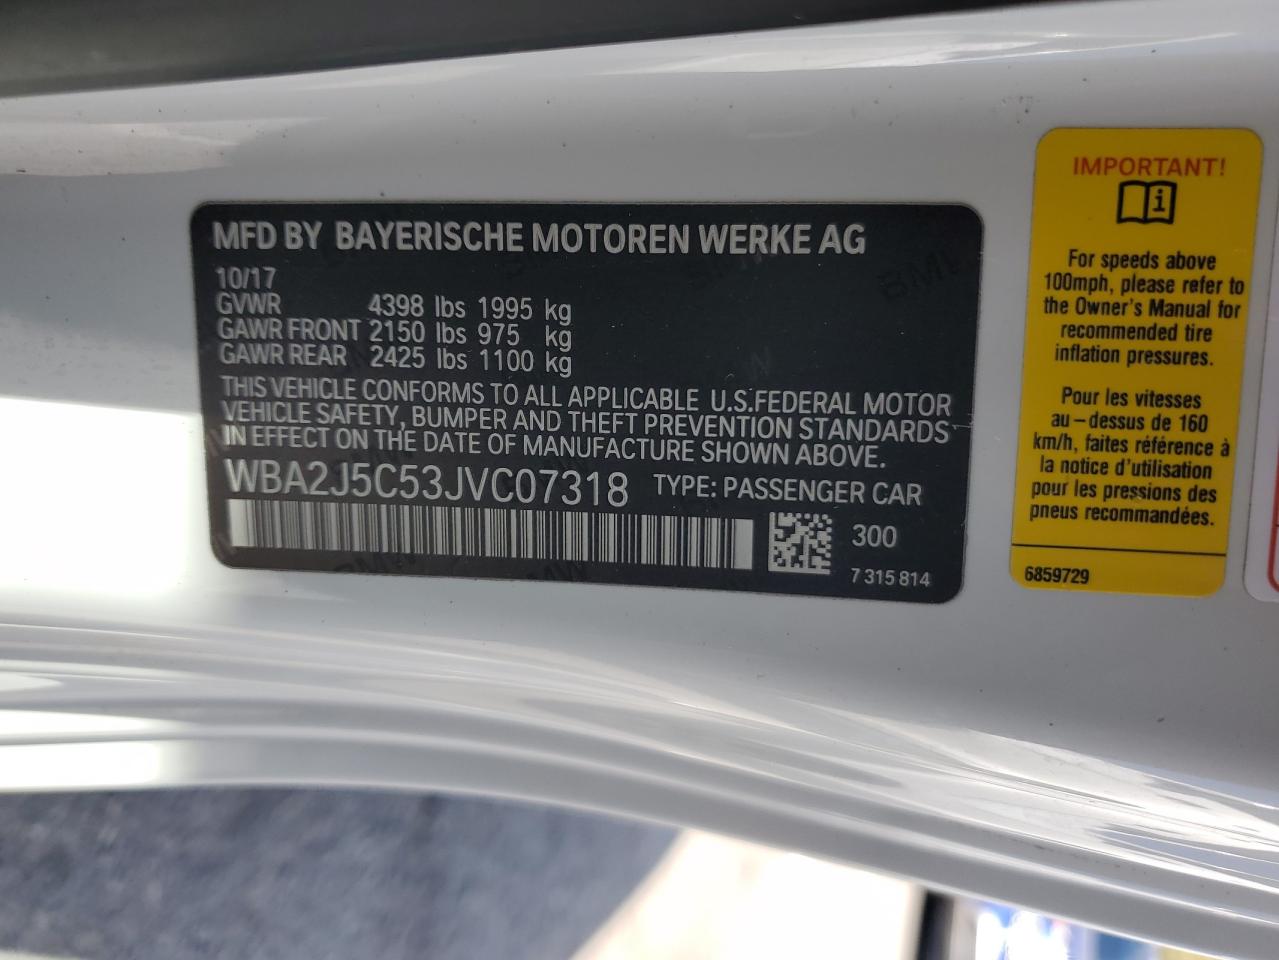 MFD BY BAYERISCHE MOTOREN WERKE AG
10/17
GVWR 4398 lbs 1995 kg
GAWR FRONT 2150 lbs 975 kg
GAWR REAR 2425 lbs 1100 kg
THIS VEHICLE CONFORMS TO ALL APPLICABLE U.S.FEDERAL MOTOR
VEHICLE SAFETY, BUMPER AND THEFT PREVENTION STANDARDS
IN EFFECT ON THE DATE OF MANUFACTURE SHOWN ABOVE.
WBA2J5C53JVC07318 TYPE: PASSENGER CAR
300
7 315 814
IMPORTANT!
i
For speeds above
100mph, please refer to
the Owner's Manual for
recommended tire
inflation pressures.
Pour les vitesses
au-dessus de 160
km/h, faites référence à
la notice d'utilisation
pour les pressions des
pneus recommandées.
6859729